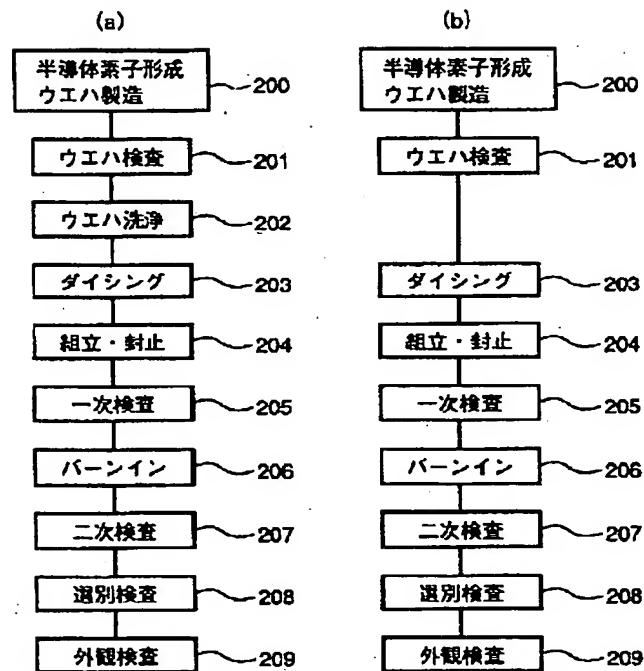 (a)
半導体素子形成
ウエハ製造
200
ウエハ検査
201
ウエハ洗浄
202
ダイシング
203
組立・封止
204
一次検査
205
バーンイン
206
二次検査
207
選別検査
208
外観検査
209
(b)
半導体素子形成
ウエハ製造
200
ウエハ検査
201
ダイシング
203
組立・封止
204
一次検査
205
バーンイン
206
二次検査
207
選別検査
208
外観検査
209